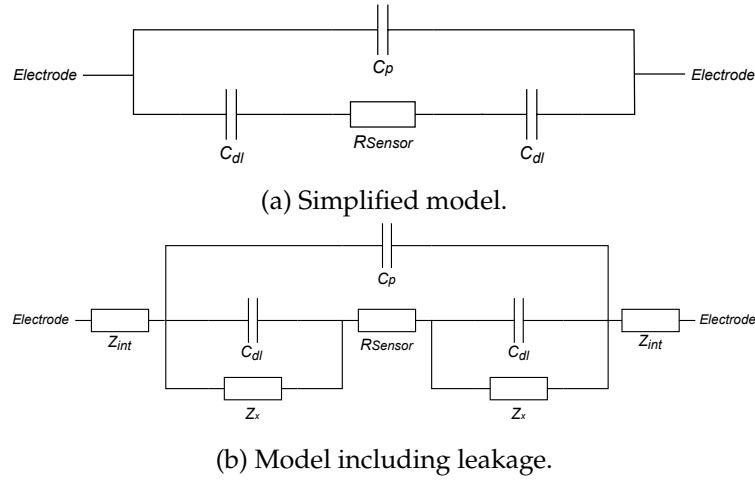 Cp
Electrode
Electrode
Cdl
RSensor
Cdl
(a) Simplified model.
Cp
Electrode
Zint
Cdl
RSensor
Cdl
Zint
Electrode
Zx
Zx
(b) Model including leakage.